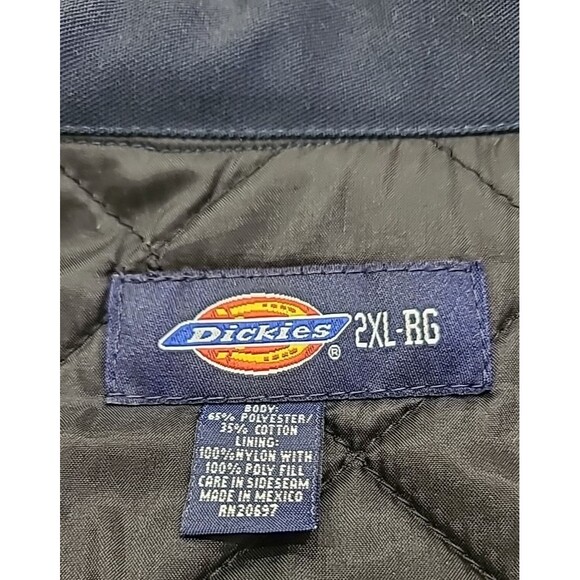 Dickies ® 2XL-RG
BODY:
65% POLYESTER/
35% COTTON
LINING:
100%NYLON WITH
100% POLY FILL
CARE IN SIDESEAM
MADE IN MEXICO
RN20697